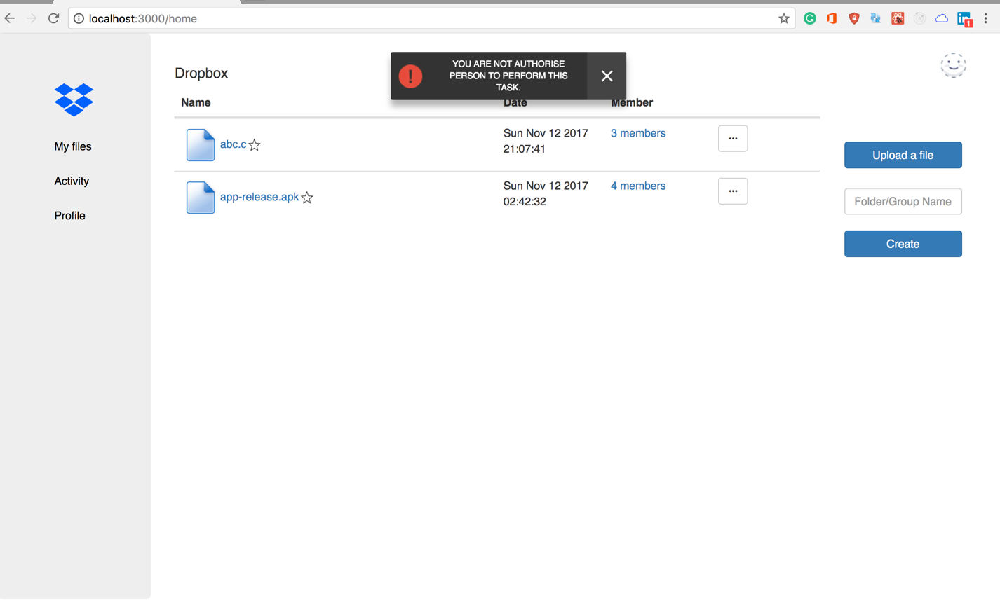 localhost:3000/home
1
YOU ARE NOT AUTHORISE
PERSON TO PERFORM THIS
TASK.
Dropbox
Name Date Member
My files
Activity
Profile
abc.c Sun Nov 12 2017 3 members ...
21:07:41
app-release.apk Sun Nov 12 2017 4 members ...
02:42:32
Upload a file
Folder/Group Name
Create